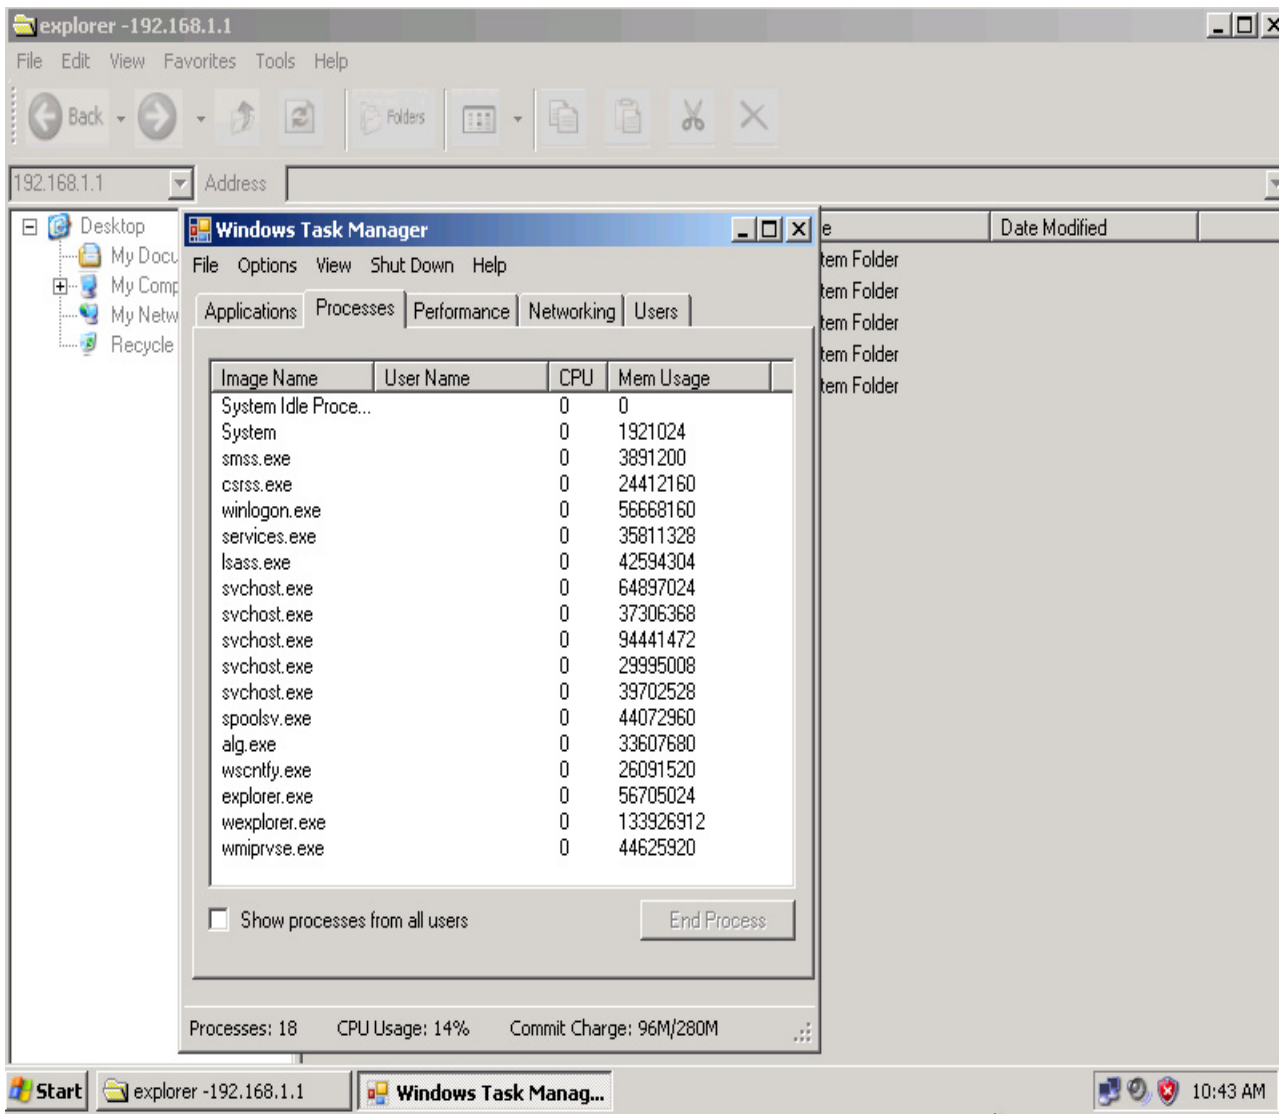 explorer -192.168.1.1
File Edit View Favorites Tools Help
Back Folders
192.168.1.1 Address
Desktop
My Docu
My Comp
My Netw
Recycle
e Date Modified
tem Folder
tem Folder
tem Folder
tem Folder
tem Folder
Windows Task Manager
File Options View Shut Down Help
Applications Processes Performance Networking Users
Image Name User Name CPU Mem Usage
System Idle Proce... 0 0
System 0 1921024
smss.exe 0 3891200
csrss.exe 0 24412160
winlogon.exe 0 56668160
services.exe 0 35811328
lsass.exe 0 42594304
svchost.exe 0 64897024
svchost.exe 0 37306368
svchost.exe 0 94441472
svchost.exe 0 29995008
svchost.exe 0 39702528
spoolsv.exe 0 44072960
alg.exe 0 33607680
wscntfy.exe 0 26091520
explorer.exe 0 56705024
wexplorer.exe 0 133926912
wmiprvse.exe 0 44625920
Show processes from all users End Process
Processes: 18 CPU Usage: 14% Commit Charge: 96M/280M
Start explorer -192.168.1.1 Windows Task Manag... 10:43 AM